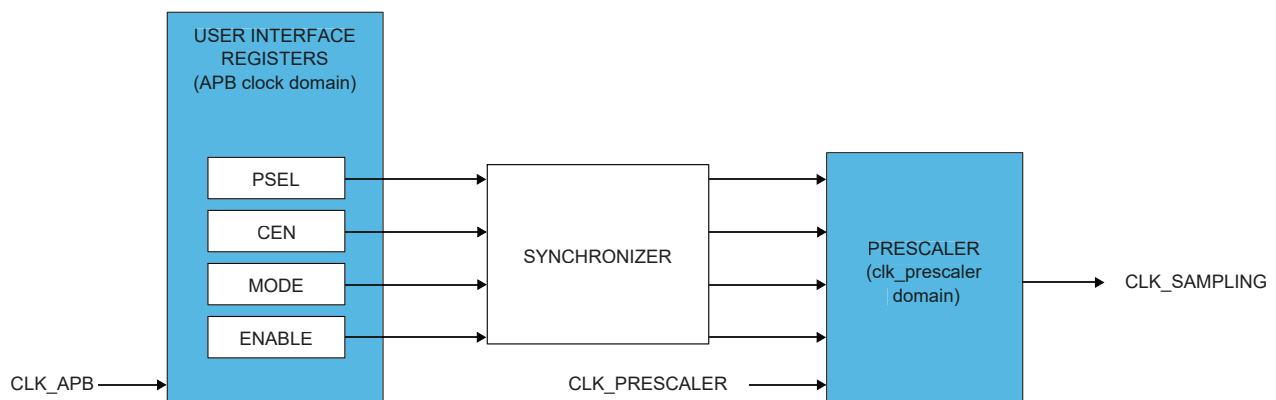 USER INTERFACE
REGISTERS
(APB clock domain)
PSEL
CEN
MODE
ENABLE
CLK_APB
SYNCHRONIZER
CLK_PRESCALER
PRESCALER
(clk_prescaler
domain)
CLK_SAMPLING